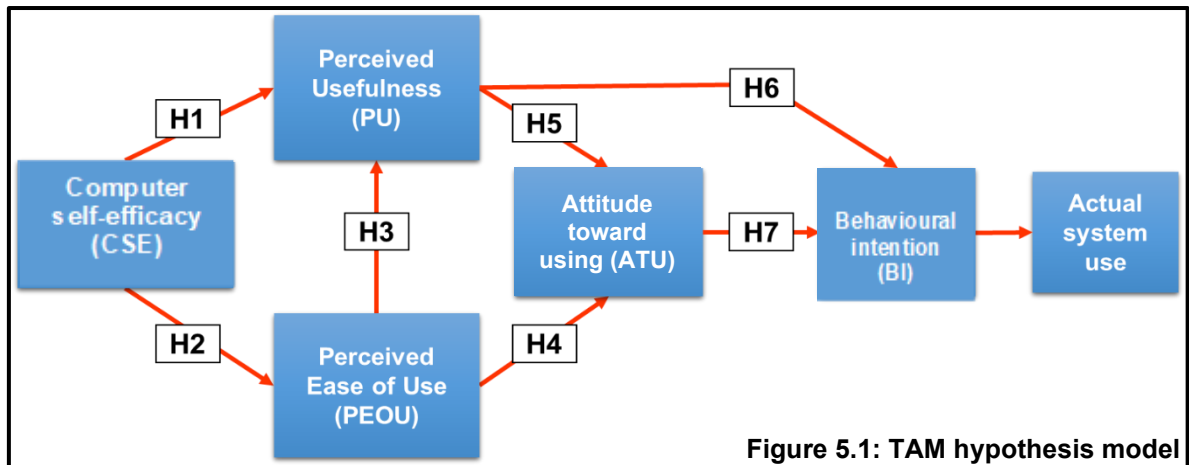 Perceived
Usefulness
(PU)
H6
H1
H5
Computer
self-efficacy
(CSE)
Attitude
toward
using (ATU)
H3
H7
Behavioural
intention
(BI)
Actual
system
use
H2
Perceived
Ease of Use
(PEOU)
H4
Figure 5.1: TAM hypothesis model